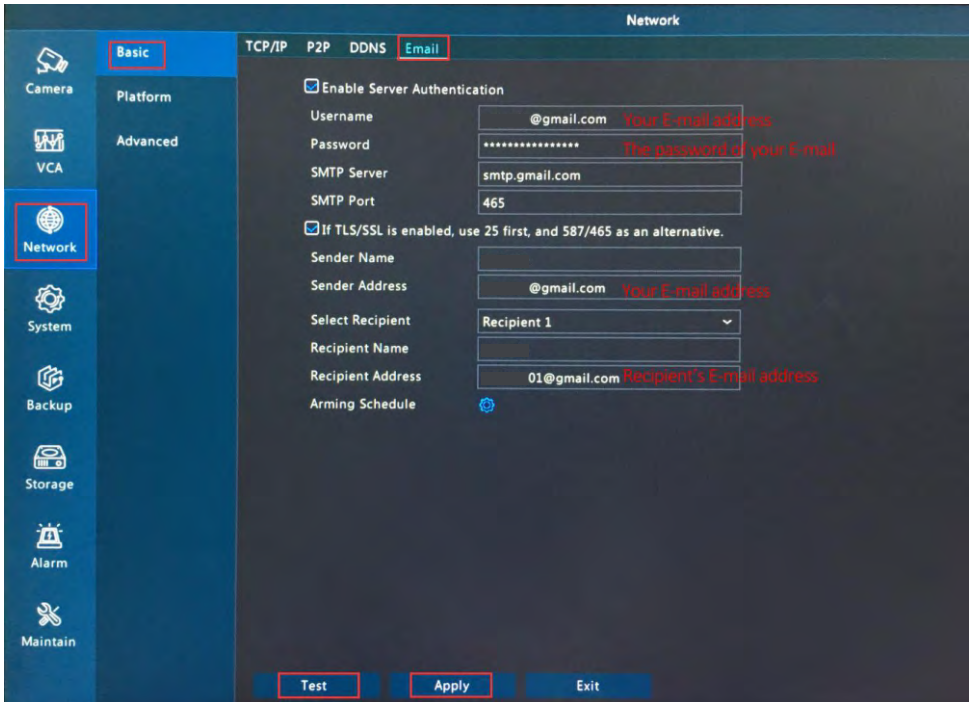 Network
Camera
VCA
Network
System
Backup
Storage
Alarm
Maintain
Basic
Platform
Advanced
TCP/IP P2P DDNS Email
Enable Server Authentication
Username @gmail.com Your E-mail address
Password **************** The password of your E-mail
SMTP Server smtp.gmail.com
SMTP Port 465
If TLS/SSL is enabled, use 25 first, and 587/465 as an alternative.
Sender Name
Sender Address @gmail.com Your E-mail address
Select Recipient Recipient 1
Recipient Name
Recipient Address 01@gmail.com Recipient's E-mail address
Arming Schedule
Test Apply Exit